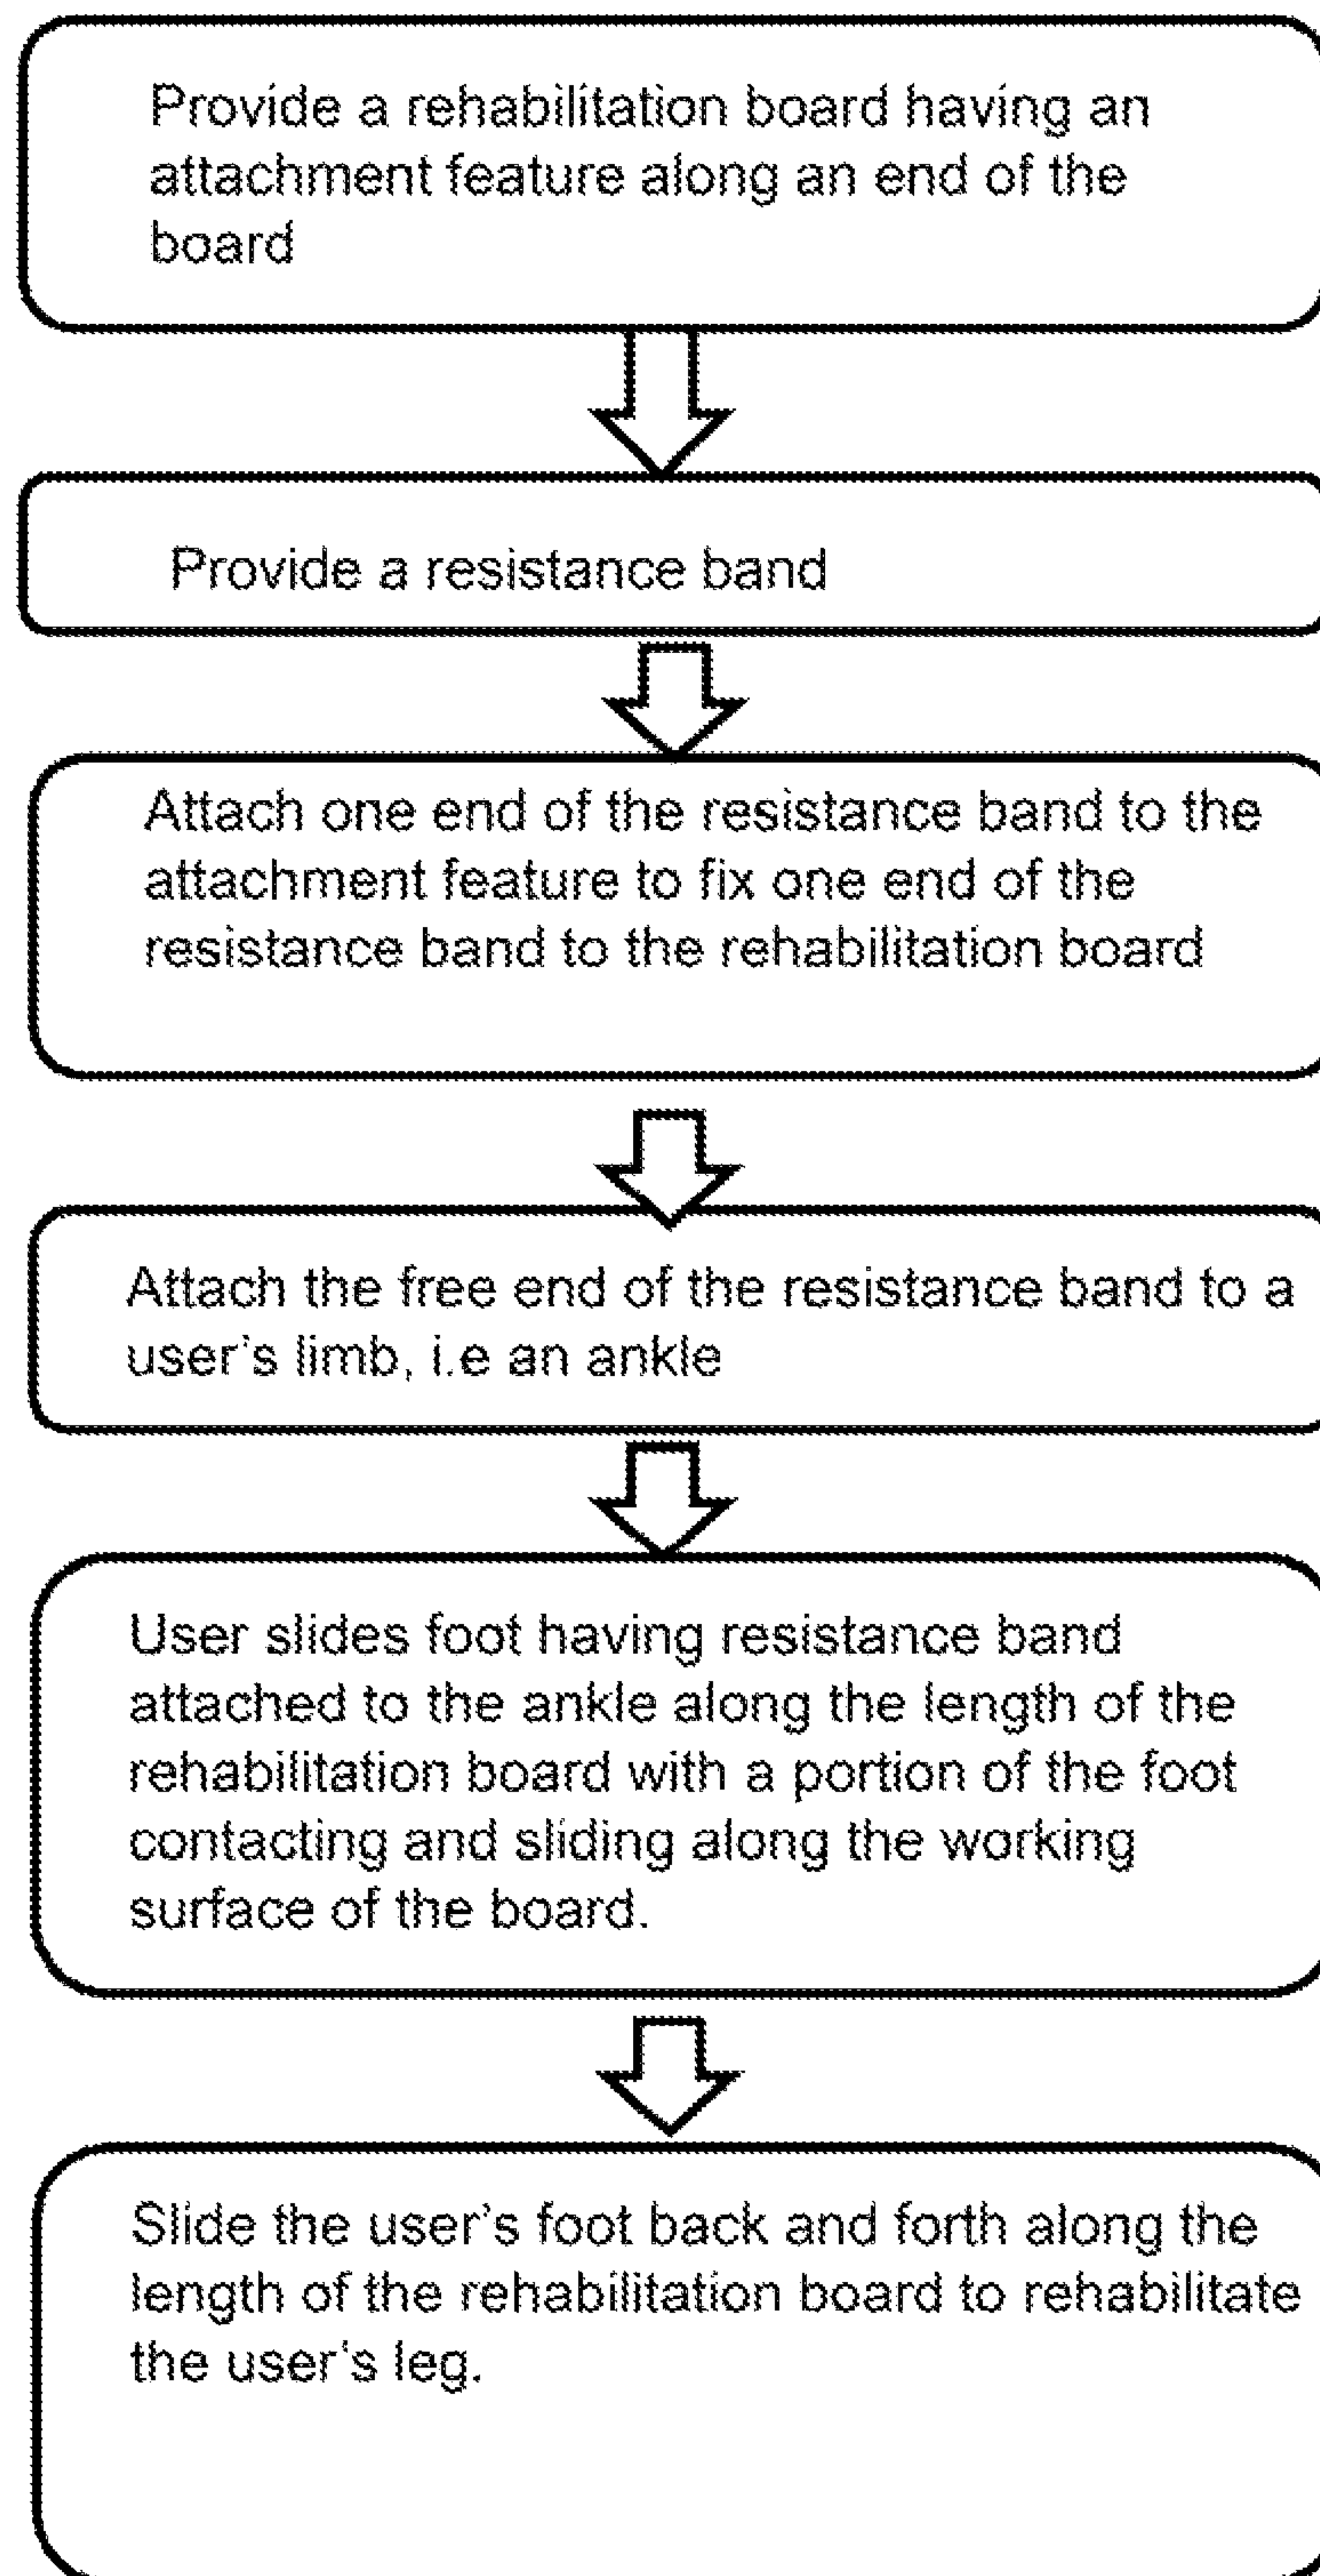 Provide a rehabilitation board having an
attachment feature along an end of the
board
Provide a resistance band
Attach one end of the resistance band to the
attachment feature to fix one end of the
resistance band to the rehabilitation board
Attach the free end of the resistance band to a
user's limb, i.e an ankle
User slides foot having resistance band
attached to the ankle along the length of the
rehabilitation board with a portion of the foot
contacting and sliding along the working
surface of the board.
Slide the user's foot back and forth along the
length of the rehabilitation board to rehabilitate
the user's leg.